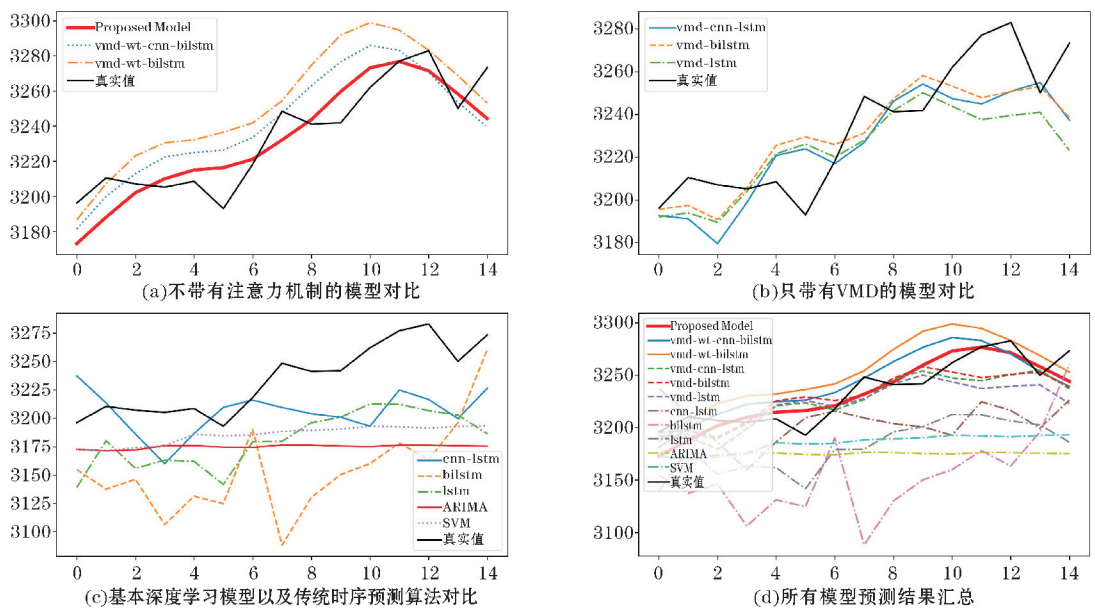 3300
3280
3260
3240
3220
3200
3180
Proposed Model
vmd-wt-cnn-bilstm
vmd-wt-bilstm
真实值
0 2 4 6 8 10 12 14
(a)不带有注意力机制的模型对比
3280
3260
3240
3220
3200
3180
vmd-cnn-lstm
vmd-bilstm
vmd-lstm
真实值
0 2 4 6 8 10 12 14
(b)只带有VMD的模型对比
3275
3250
3225
3200
3175
3150
3125
3100
cnn-lstm
bilstm
lstm
ARIMA
SVM
真实值
0 2 4 6 8 10 12 14
(c)基本深度学习模型以及传统时序预测算法对比
3300
3250
3200
3150
3100
Proposed Model
vmd-wt-cnn-bilstm
vmd-wt-bilstm
vmd-cnn-lstm
vmd-bilstm
vmd-lstm
cnn-lstm
bilstm
lstm
ARIMA
SVM
真实值
0 2 4 6 8 10 12 14
(d)所有模型预测结果汇总